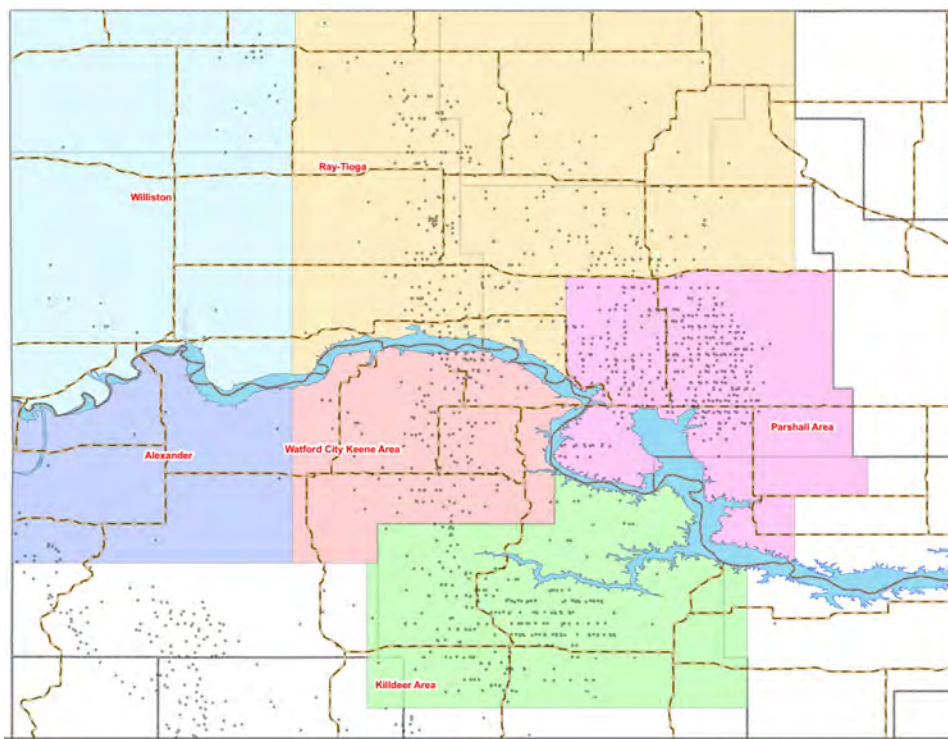 Ray-Tioga
Williston
Parshall Area
Watford City Keene Area
Alexander
Killdeer Area